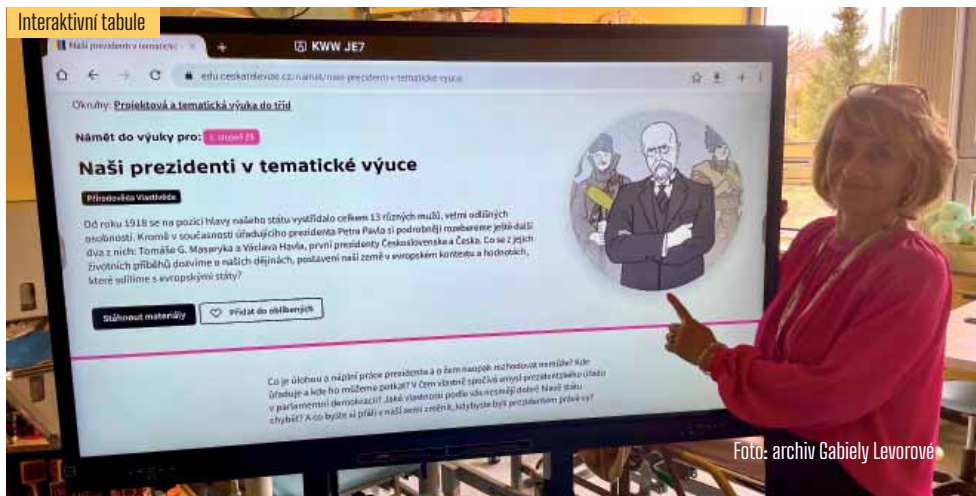 Interaktivní tabule
Naši prezidenti v tematické
KWW JE7
edu.ceskatelevize.cz/namet/nasi-prezidenti-v-tematicke-vyuce
Okruhy: Projektová a tematická výuka do tříd
Námět do výuky pro: 1. stupeň ZŠ
Naši prezidenti v tematické výuce
Přírodověda Vlastivěda
Od roku 1918 se na pozici hlavy našeho státu vystřídalo celkem 13 různých mužů, velmi odlišných
osobností. Kromě v současnosti úřadujícího prezidenta Petra Pavla si podrobněji rozebereme ještě další
dva z nich: Tomáše G. Masaryka a Václava Havla, první prezidenty Československa a Česka. Co se z jejich
životních příběhů dozvíme o našich dějinách, postavení naší země v evropském kontextu a hodnotách,
které sdílíme s evropskými státy?
Stáhnout materiály
Přidat do oblíbených
Co je úlohou a náplní práce prezidenta a o čem naopak rozhodovat nemůže? Kde
úřaduje a kde ho můžeme potkat? V čem vlastně spočívá smysl prezidentského úřadu
v parlamentní demokracii? Jaké vlastnosti podle vás nesmějí dobré hlavě státu
chybět? A co byste si přáli v naší zemi změnit, kdybyste byli prezidentem právě vy?
Foto: archiv Gabiely Levorové